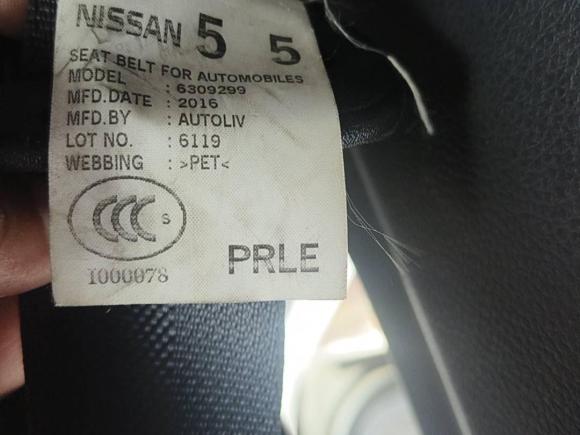 NISSAN 5 5
SEAT BELT FOR AUTOMOBILES
MODEL : 6309299
MFD.DATE : 2016
MFD.BY : AUTOLIV
LOT NO. : 6119
WEBBING : >PET<
CCC S
I000078
PRLE